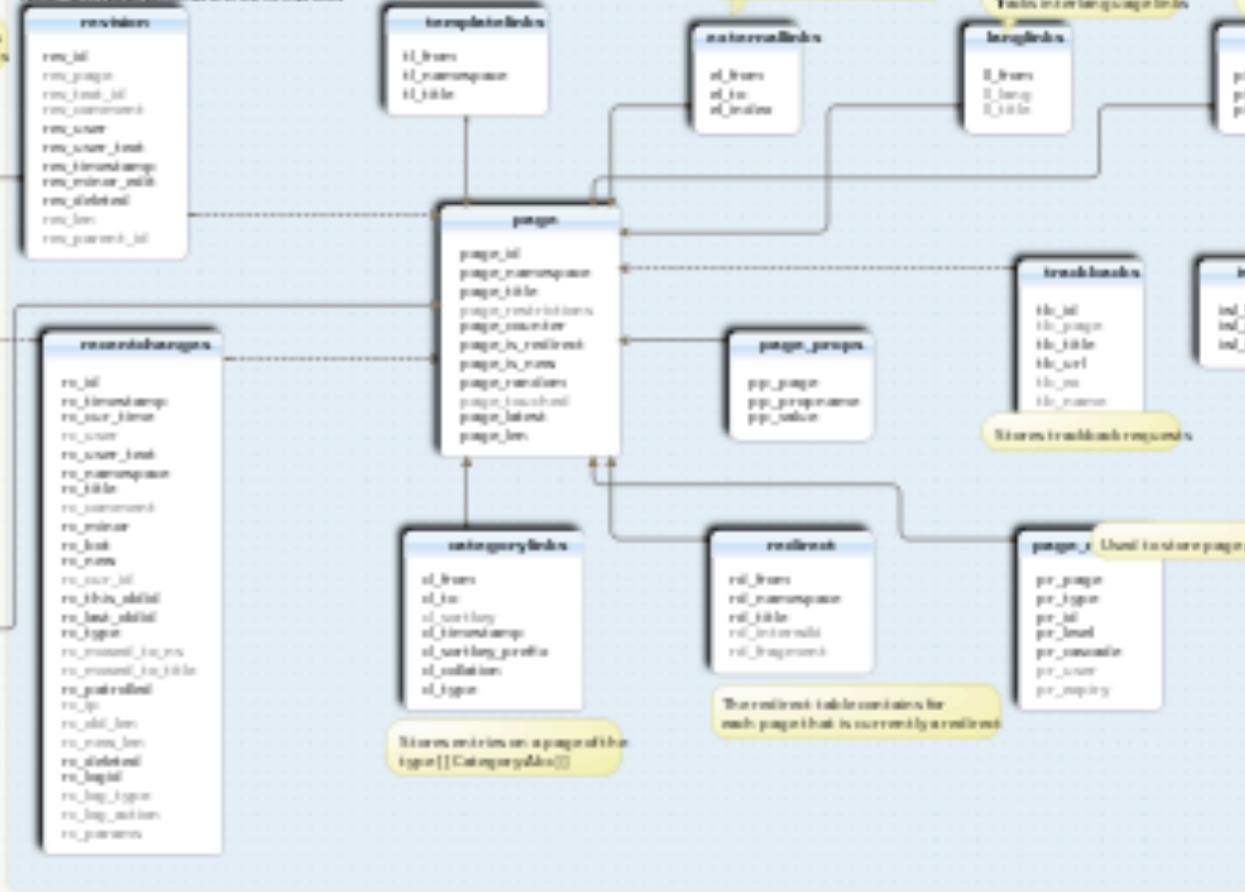 revision
rev_id
rev_page
rev_text_id
rev_comment
rev_user
rev_user_text
rev_timestamp
rev_minor_edit
rev_deleted
rev_len
rev_parent_id
templatelinks
tl_from
tl_namespace
tl_title
externallinks
el_from
el_to
el_index
langlinks
ll_from
ll_lang
ll_title
page
page_id
page_namespace
page_title
page_restrictions
page_counter
page_is_redirect
page_is_new
page_random
page_touched
page_latest
page_len
trackbacks
tb_id
tb_page
tb_title
tb_url
tb_ex
tb_name
Stores trackback requests
recentchanges
rc_id
rc_timestamp
rc_cur_time
rc_user
rc_user_text
rc_namespace
rc_title
rc_comment
rc_minor
rc_bot
rc_new
rc_cur_id
rc_this_oldid
rc_last_oldid
rc_type
rc_moved_to_ns
rc_moved_to_title
rc_patrolled
rc_ip
rc_old_len
rc_new_len
rc_deleted
rc_logid
rc_log_type
rc_log_action
rc_params
page_props
pp_page
pp_propname
pp_value
categorylinks
cl_from
cl_to
cl_sortkey
cl_timestamp
cl_sortkey_prefix
cl_collation
cl_type
Stores entries on a page of the
redirect
rd_from
rd_namespace
rd_title
rd_interwiki
rd_fragment
The redirect table contains for
each page that is currently a redirect
Used to store page
pr_page
pr_type
pr_id
pr_level
pr_cascade
pr_user
pr_expiry